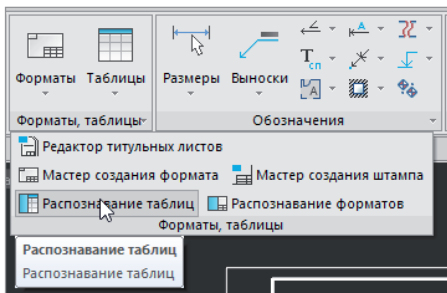 Форматы Таблицы Размеры Выноски
Tсп
A
A
Форматы, таблицы Обозначения
Редактор титульных листов
Мастер создания формата Мастер создания штампа
Распознавание таблиц Распознавание форматов
Форматы, таблицы
Распознавание таблиц
Распознавание таблиц